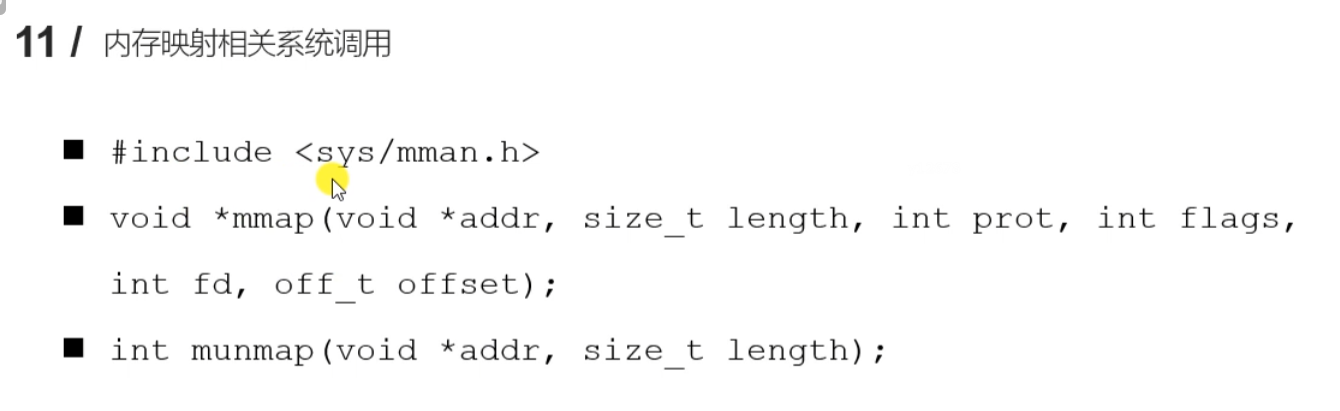 11 / 内存映射相关系统调用
■ #include <sys/mman.h>
■ void *mmap(void *addr, size_t length, int prot, int flags,
int fd, off_t offset);
■ int munmap(void *addr, size_t length);